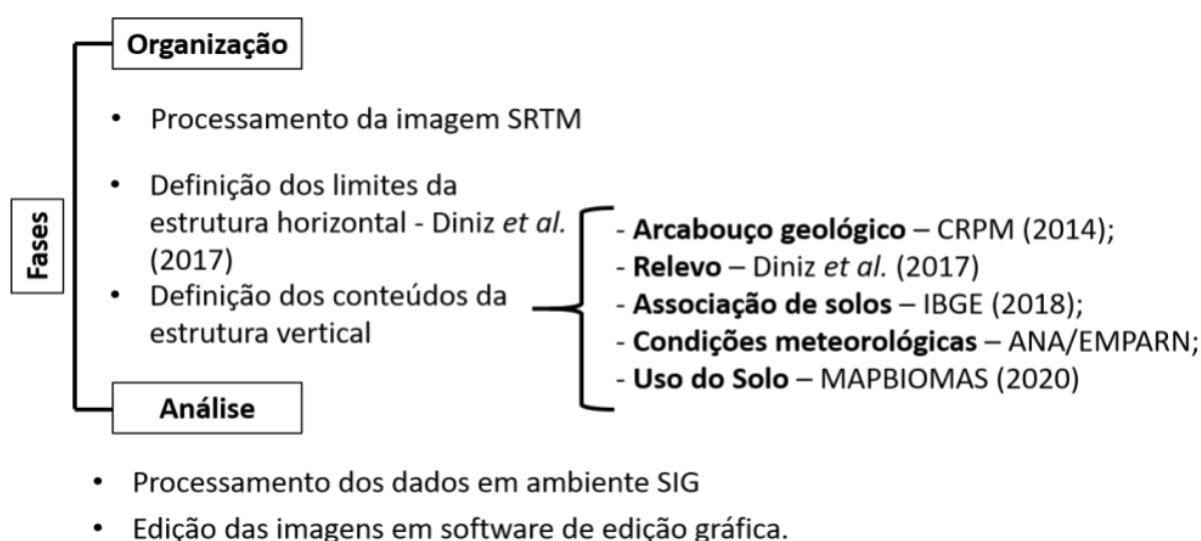 Fases
Organização
• Processamento da imagem SRTM
• Definição dos limites da
estrutura horizontal - Diniz et al.
(2017)
• Definição dos conteúdos da
estrutura vertical
- Arcabouço geológico – CRPM (2014);
- Relevo – Diniz et al. (2017)
- Associação de solos – IBGE (2018);
- Condições meteorológicas – ANA/EMPARN;
- Uso do Solo – MAPBIOMAS (2020)
Análise
• Processamento dos dados em ambiente SIG
• Edição das imagens em software de edição gráfica.